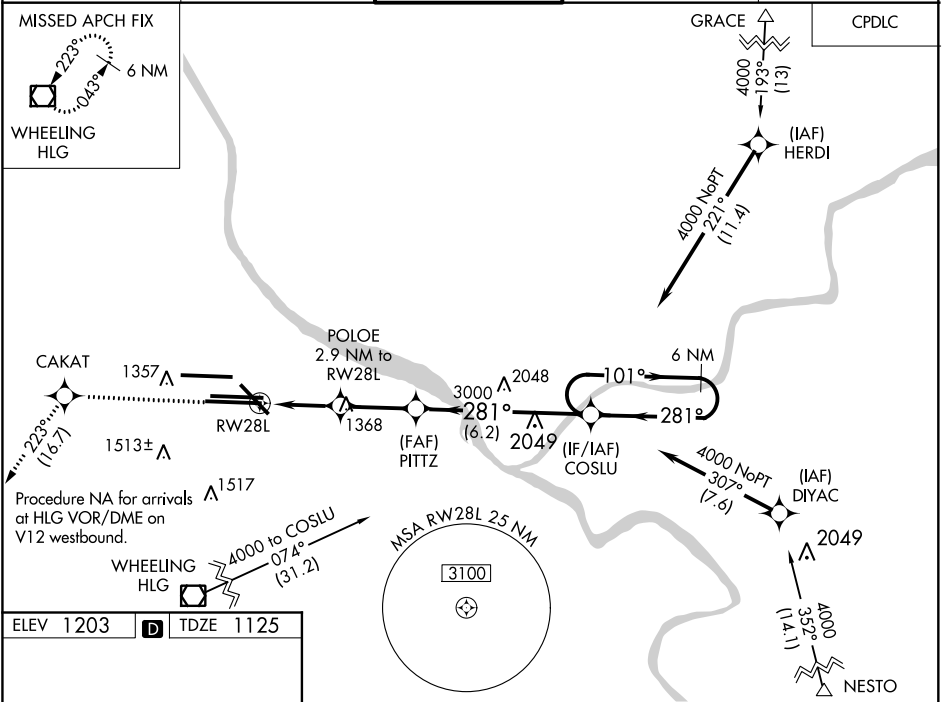 MISSED APCH FIX
223°
043°
6 NM
WHEELING
HLG
GRACE
CPDLC
4000
193°
(13)
(IAF)
HERDI
4000 NoPT
221°
(11.4)
POLOE
2.9 NM to
RW28L
6 NM
CAKAT
1357
3000
2048
101°
281°
(6.2)
281°
RW28L
1368
2049
(FAF)
PITTZ
(IF/IAF)
COSLU
223°
(16.7)
1513±
4000 NoPT
307°
(7.6)
(IAF)
DIYAC
Procedure NA for arrivals
at HLG VOR/DME on
V12 westbound.
1517
2049
4000 to COSLU
074°
(31.2)
WHEELING
HLG
MSA RW28L 25 NM
3100
4000
352°
(14.1)
NESTO
ELEV 1203 D TDZE 1125